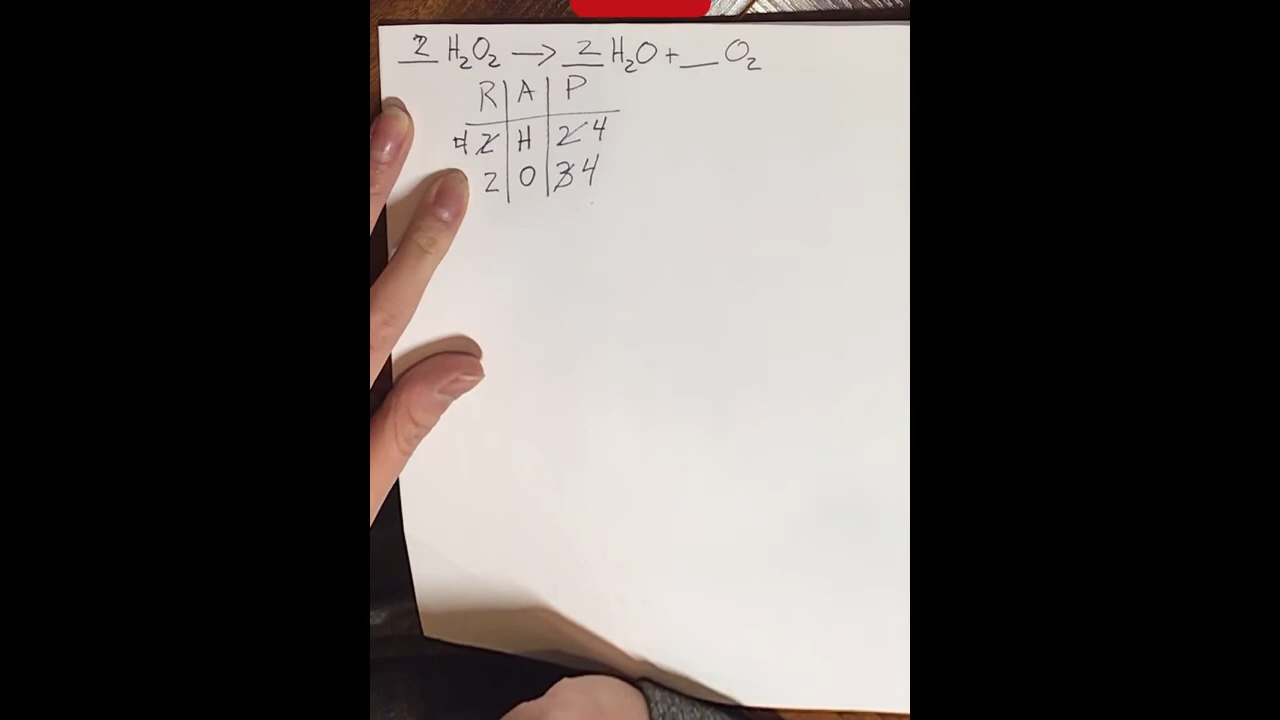 2 H₂O₂ → 2 H₂O + __ O₂
R | A | P
4 2 | H | 2 4
2 | O | 3 4